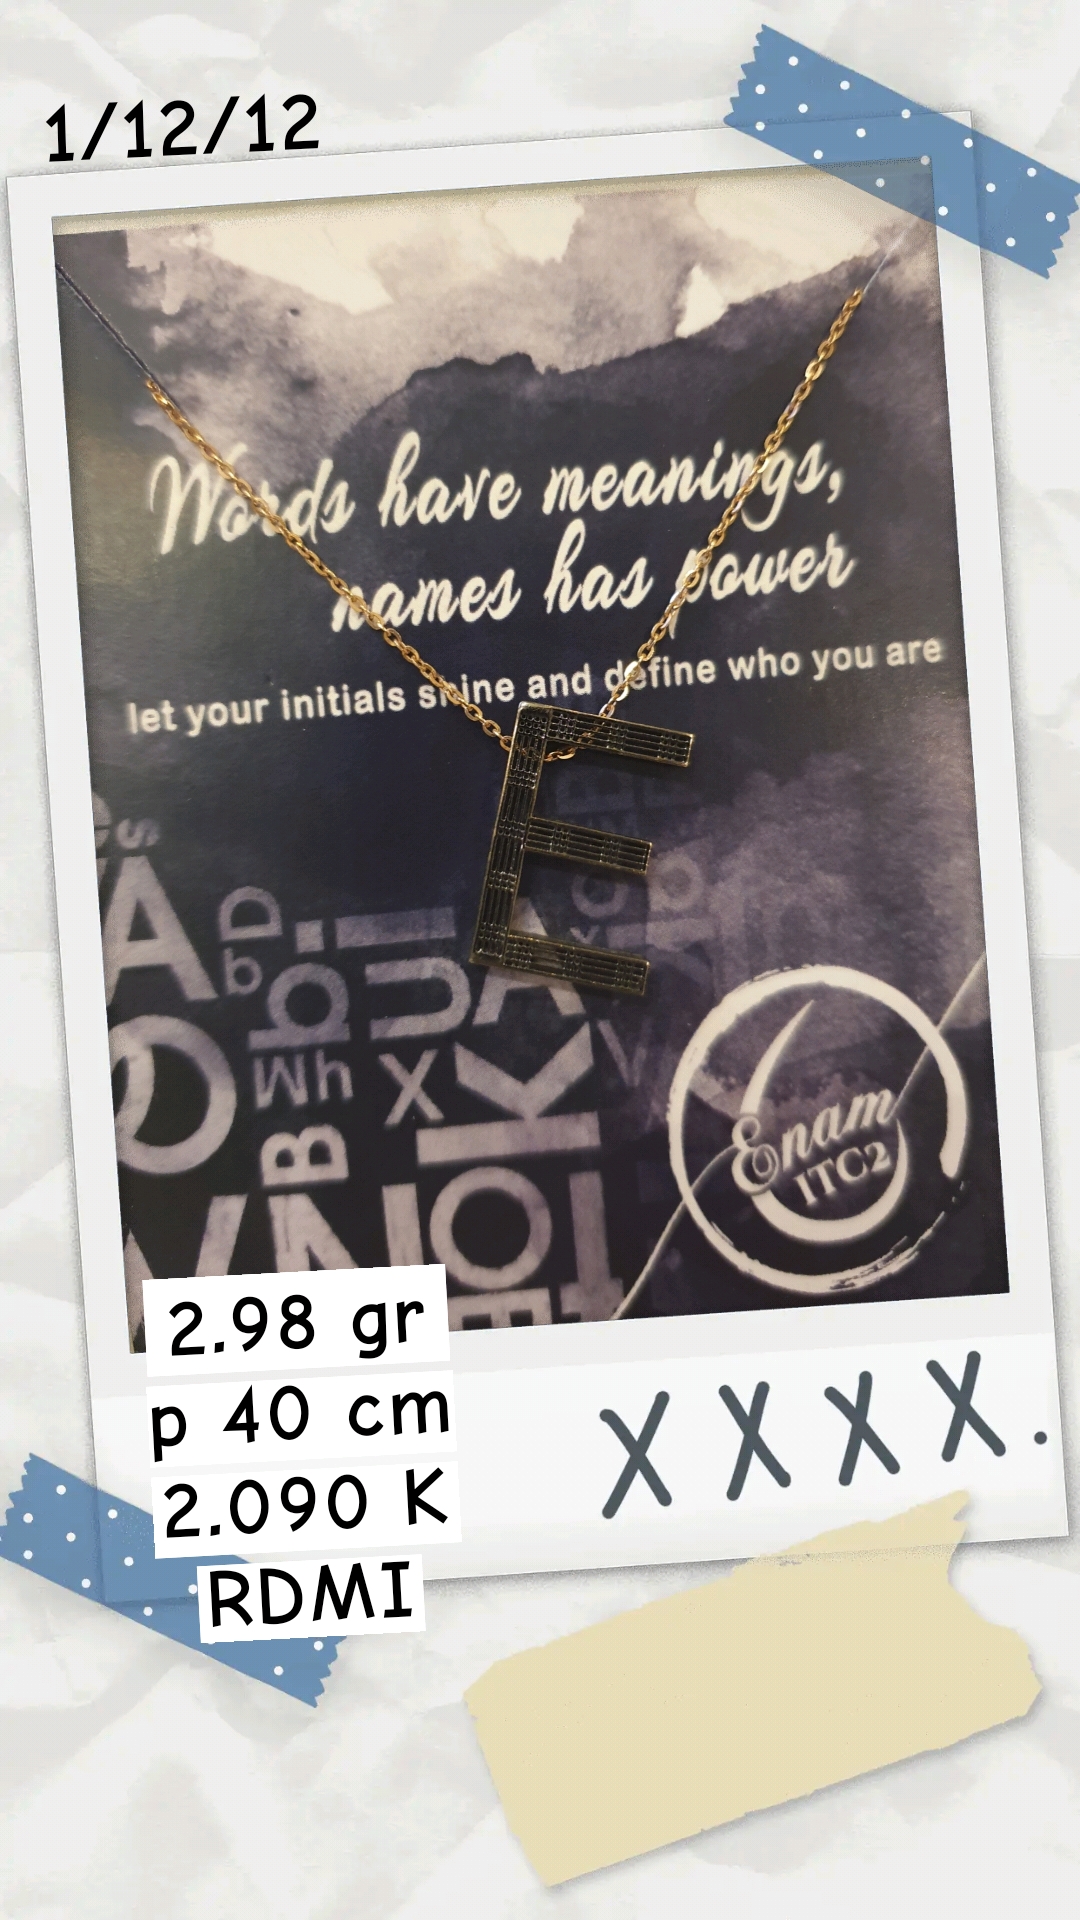 1/12/12
Words have meanings,
names has power
let your initials shine and define who you are
E
Enam
ITC2
2.98 gr
p 40 cm
2.090 K
RDMI
X X X X.